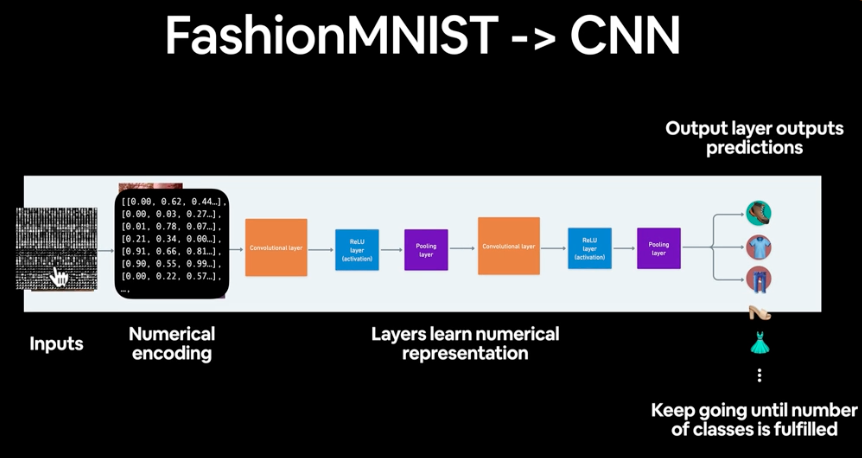 FashionMNIST -> CNN
Output layer outputs
predictions
[[0.00, 0.62, 0.44…],
[0.00, 0.03, 0.27…],
[0.01, 0.78, 0.07…],
[0.21, 0.34, 0.00…],
[0.91, 0.66, 0.81…],
[0.90, 0.55, 0.99…],
[0.00, 0.22, 0.57…],
…,
Convolutional layer
ReLU
layer
(activation)
Pooling
layer
Convolutional layer
ReLU
layer
(activation)
Pooling
layer
Inputs
Numerical
encoding
Layers learn numerical
representation
Keep going until number
of classes is fulfilled